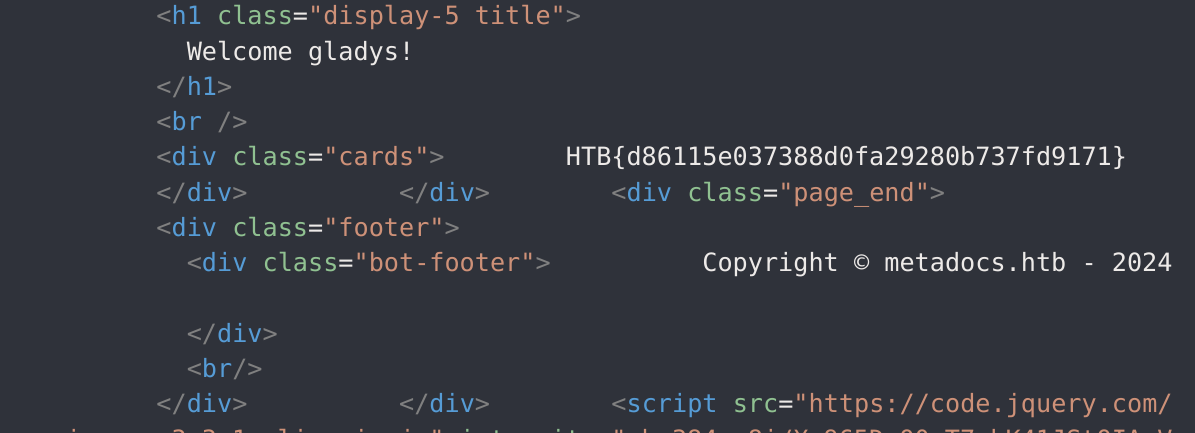 <h1 class="display-5 title">
Welcome gladys!
</h1>
<br />
<div class="cards"> HTB{d86115e037388d0fa29280b737fd9171}
</div> </div> <div class="page_end">
<div class="footer">
<div class="bot-footer"> Copyright © metadocs.htb - 2024
</div>
<br/>
</div> </div> <script src="https://code.jquery.com/